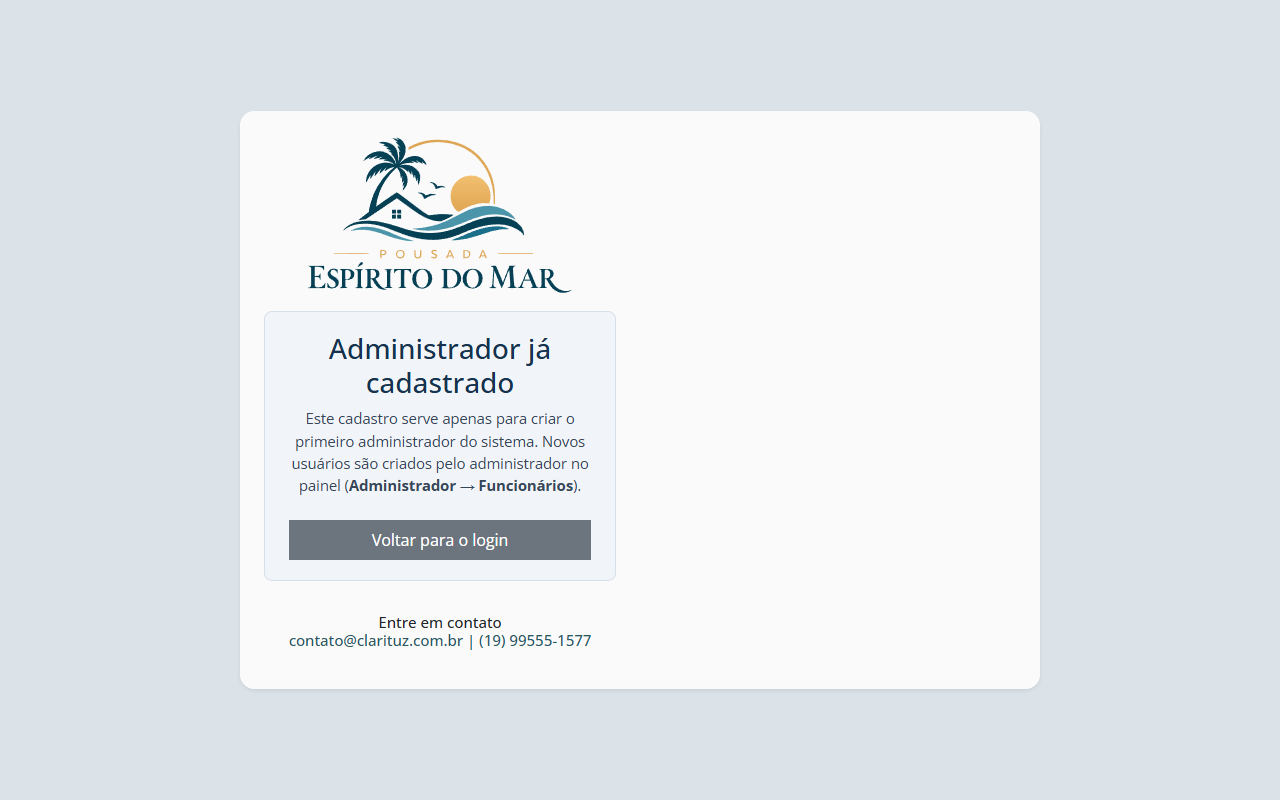 POUSADA
ESPÍRITO DO MAR
Administrador já
cadastrado
Este cadastro serve apenas para criar o
primeiro administrador do sistema. Novos
usuários são criados pelo administrador no
painel (Administrador → Funcionários).
Voltar para o login
Entre em contato
contato@clarituz.com.br | (19) 99555-1577